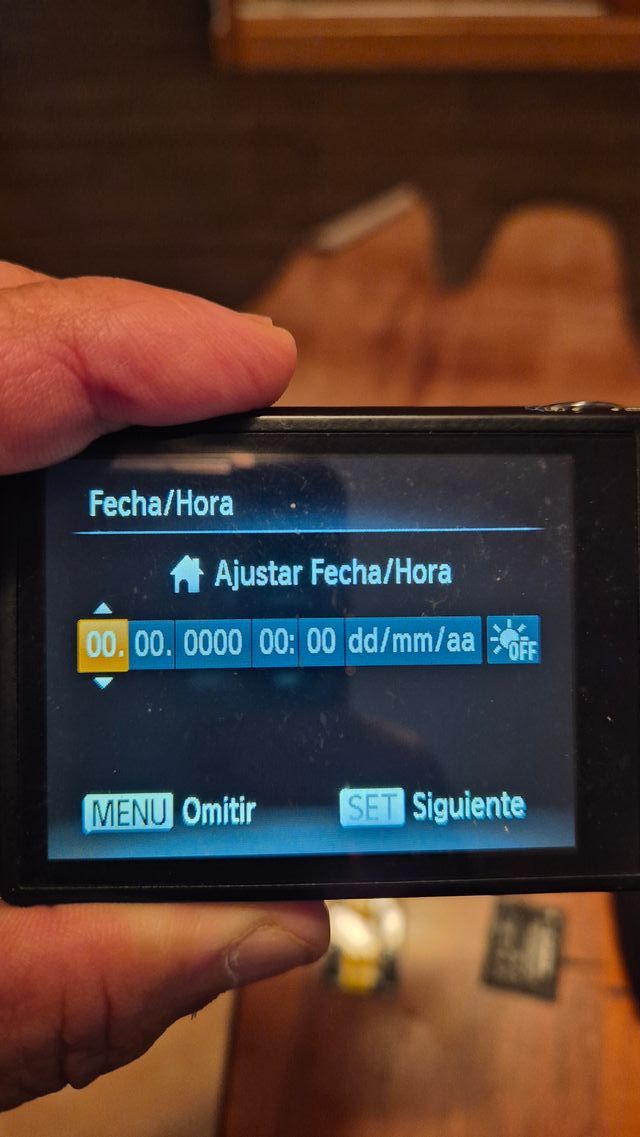 Fecha/Hora
Ajustar Fecha/Hora
00. 00. 0000 00: 00 dd/mm/aa OFF
MENU Omitir SET Siguiente